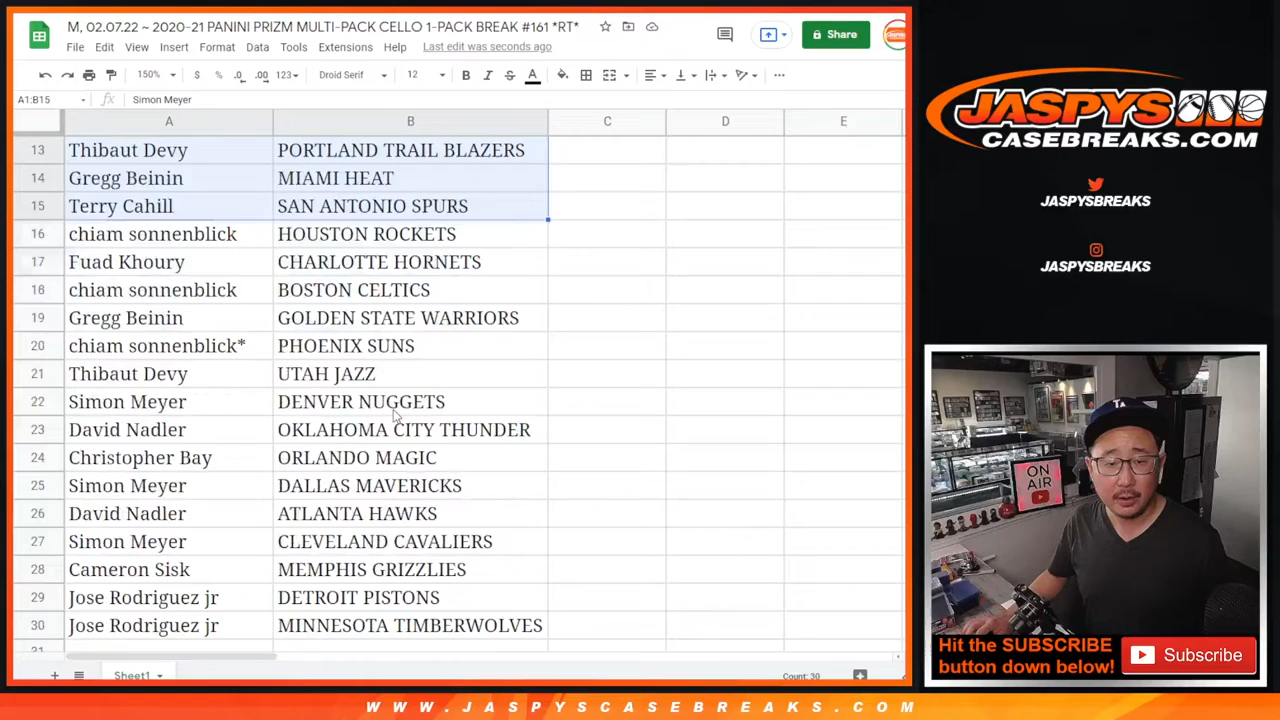 M, 02.07.22 ~ 2020-21 PANINI PRIZM MULTI-PACK CELLO 1-PACK BREAK #161 *RT*
Share
File Edit View Insert Format Data Tools Extensions Help Last edit was seconds ago
150% $ % .0 .00 123 Droid Serif 12 B I S A
A1:B15 fx Simon Meyer
A B C D E
13 Thibaut Devy PORTLAND TRAIL BLAZERS
14 Gregg Beinin MIAMI HEAT
15 Terry Cahill SAN ANTONIO SPURS
16 chiam sonnenblick HOUSTON ROCKETS
17 Fuad Khoury CHARLOTTE HORNETS
18 chiam sonnenblick BOSTON CELTICS
19 Gregg Beinin GOLDEN STATE WARRIORS
20 chiam sonnenblick* PHOENIX SUNS
21 Thibaut Devy UTAH JAZZ
22 Simon Meyer DENVER NUGGETS
23 David Nadler OKLAHOMA CITY THUNDER
24 Christopher Bay ORLANDO MAGIC
25 Simon Meyer DALLAS MAVERICKS
26 David Nadler ATLANTA HAWKS
27 Simon Meyer CLEVELAND CAVALIERS
28 Cameron Sisk MEMPHIS GRIZZLIES
29 Jose Rodriguez jr DETROIT PISTONS
30 Jose Rodriguez jr MINNESOTA TIMBERWOLVES
31
Sheet1
Count: 30
JASPYS
CASEBREAKS.COM
JASPYSBREAKS
JASPYSBREAKS
TA
ON
AIR
Hit the SUBSCRIBE
button down below!
Subscribe
WWW.JASPYSCASEBREAKS.COM